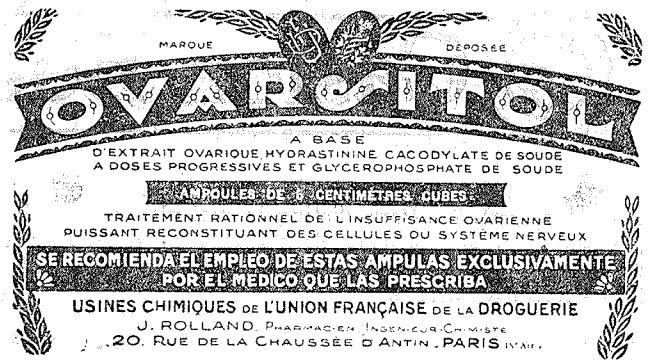 MARQUE DÉPOSÉE
OVARSITOL
A BASE
D'EXTRAIT OVARIQUE, HYDRASTININE CACODYLATE DE SOUDE
A DOSES PROGRESSIVES ET GLYCEROPHOSPHATE DE SOUDE
AMPOULES DE CENTIMETRES CUBES
TRAITEMENT RATIONNEL DE L'INSUFFISANCE OVARIENNE
PUISSANT RECONSTITUANT DES CELLULES OU SYSTÈME NERVEUX
SE RECOMIENDA EL EMPLEO DE ESTAS AMPULAS EXCLUSIVAMENTE
POR EL MEDICO QUE LAS PRESCRIBA
USINES CHIMIQUES DE L'UNION FRANÇAISE DE LA DROGUERIE
J. ROLLAND, PHARMACIEN, INGÉNIEUR-CHIMISTE
20, RUE DE LA CHAUSSÉE D'ANTIN, PARIS